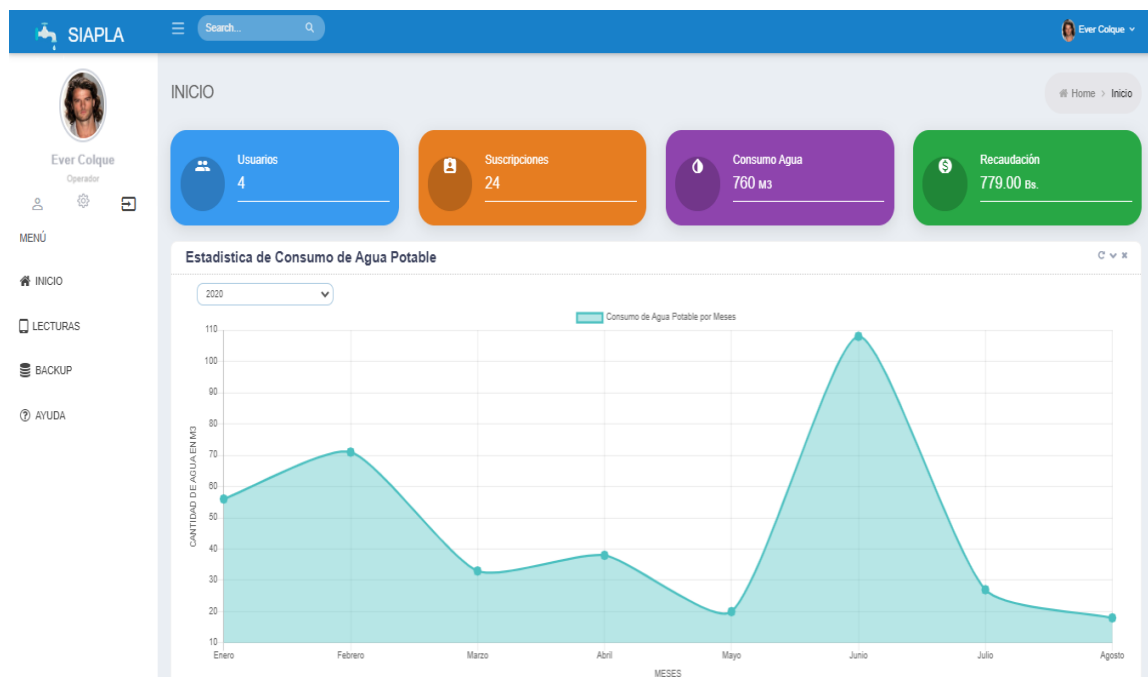 SIAPLA
Search...
Ever Colque
Ever Colque
Operador
MENÚ
INICIO
LECTURAS
BACKUP
AYUDA
INICIO
Home > Inicio
Usuarios
4
Suscripciones
24
Consumo Agua
760 M3
Recaudación
779.00 Bs.
Estadistica de Consumo de Agua Potable
2020
Consumo de Agua Potable por Meses
CANTIDAD DE AGUA EN M3
110
100
90
80
70
60
50
40
30
20
10
Enero Febrero Marzo Abril Mayo Junio Julio Agosto
MESES